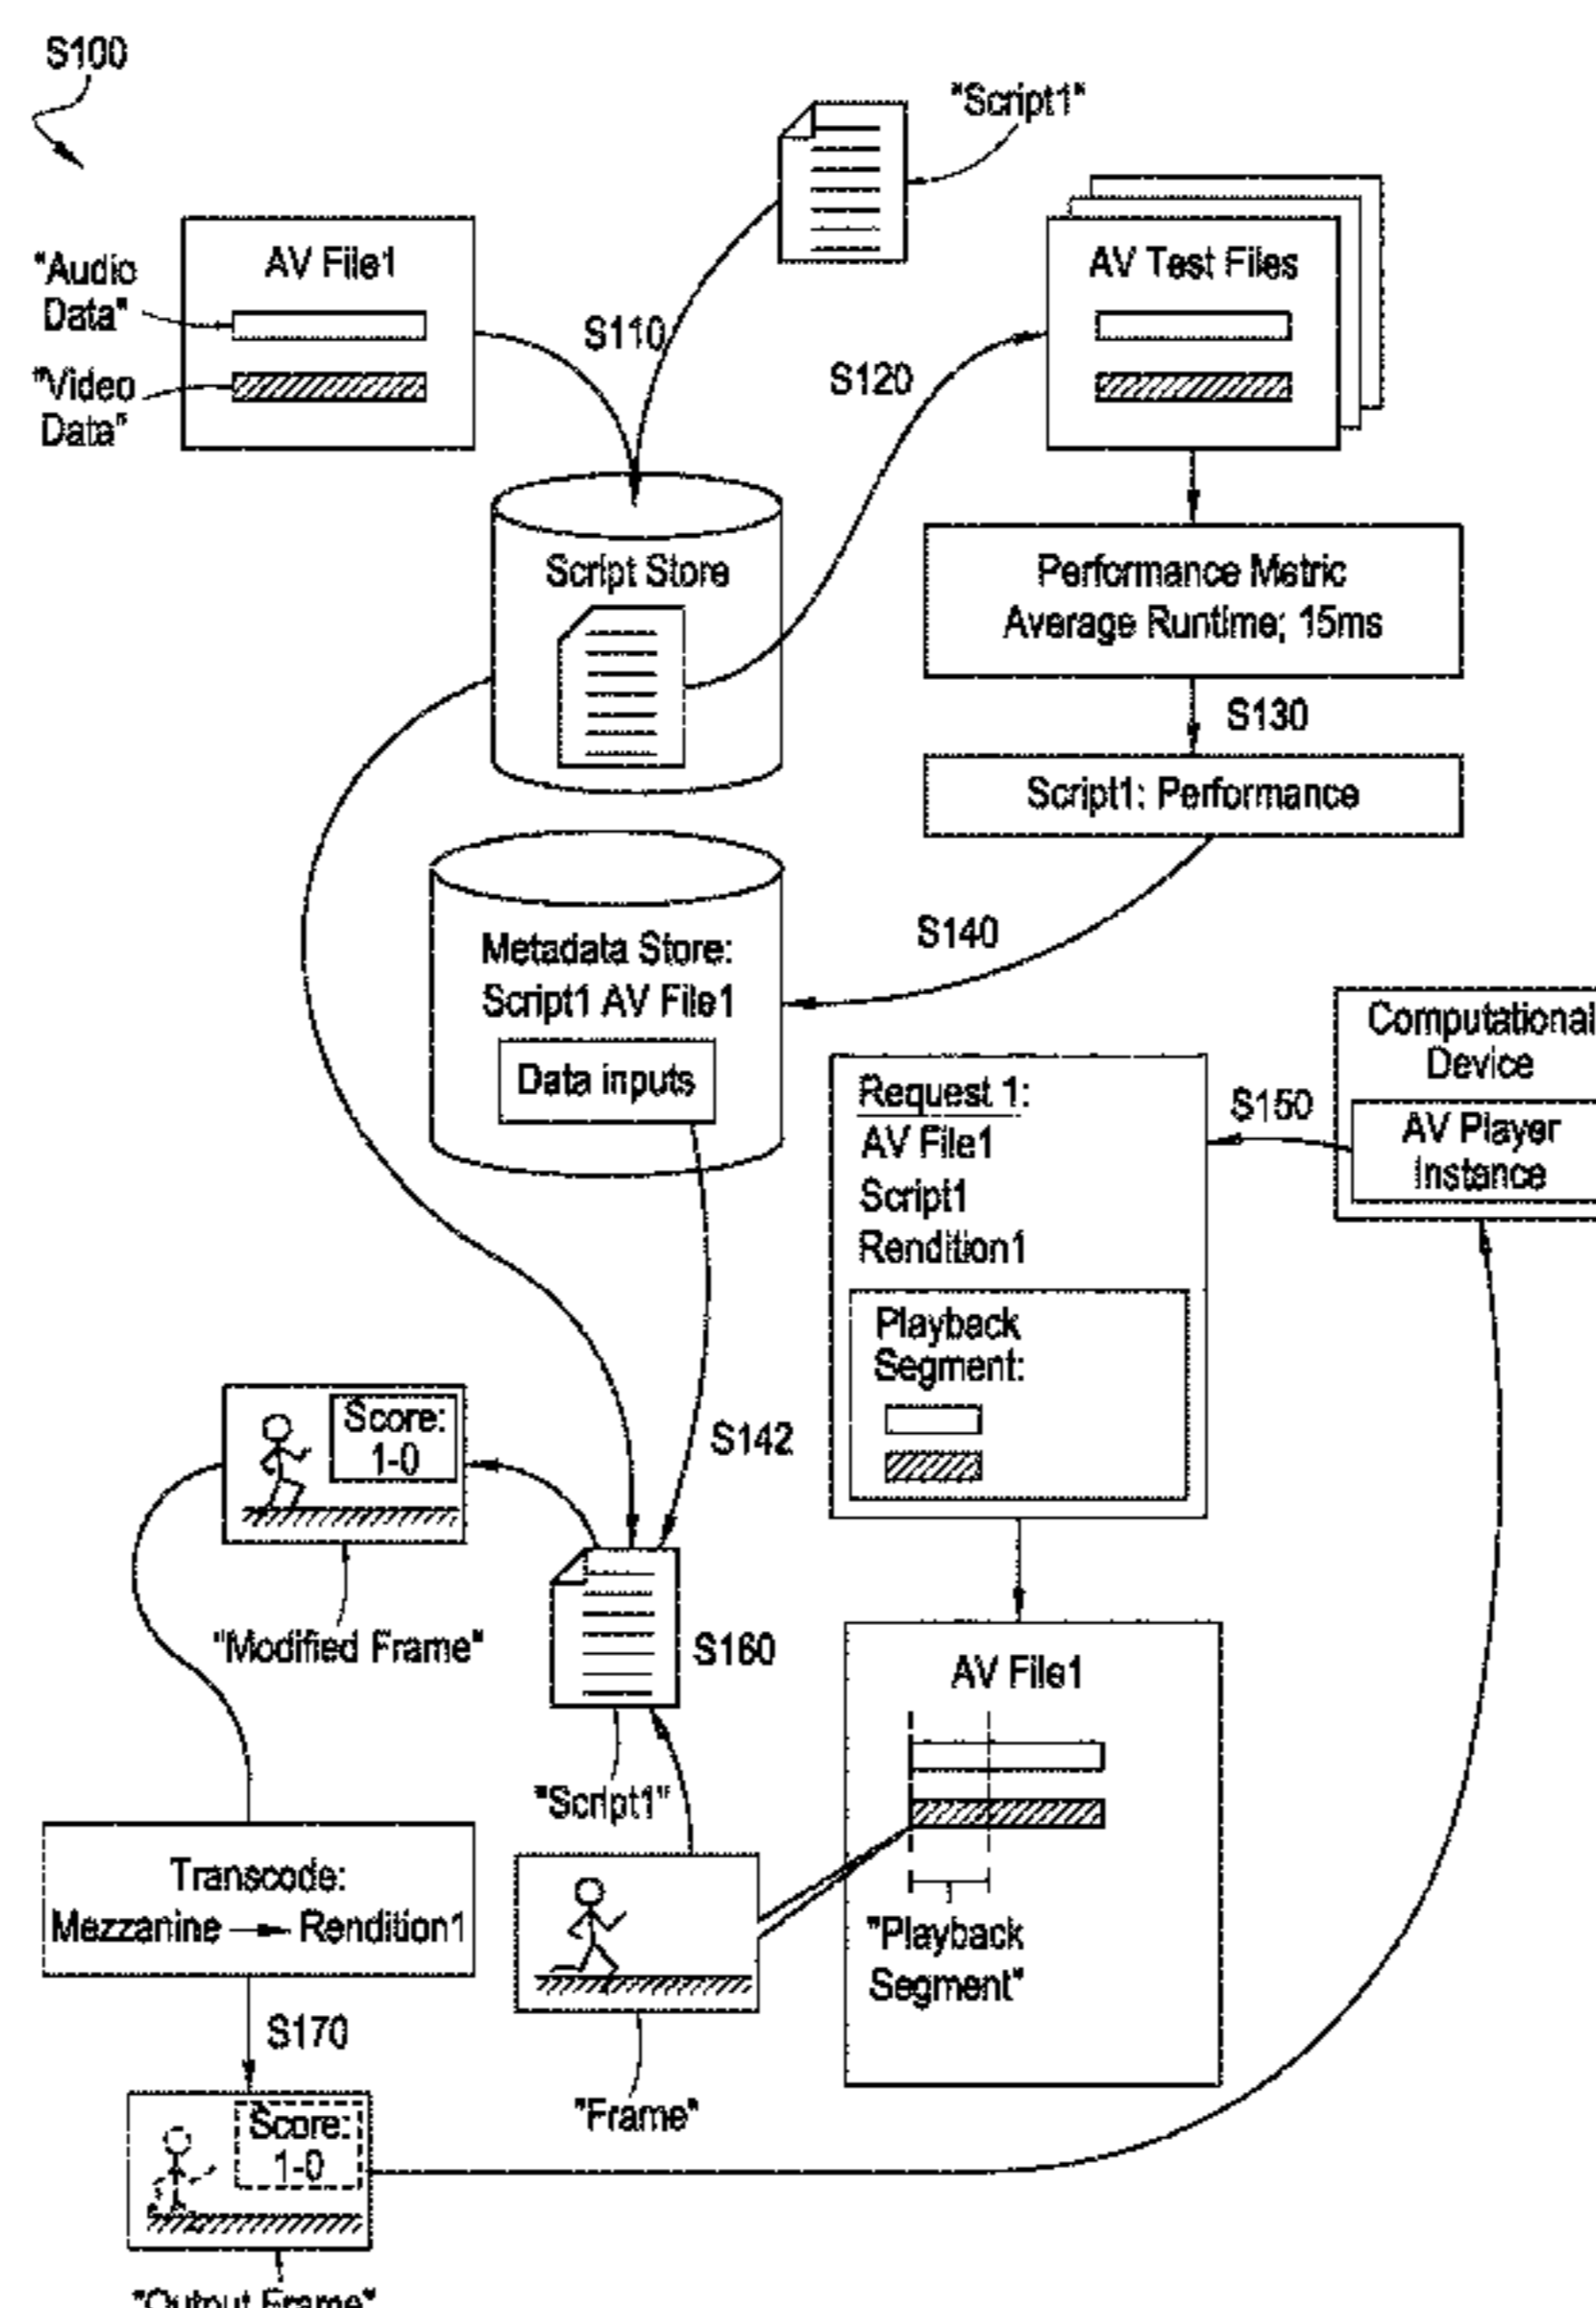 S100
"Script1"
"Audio
Data"
AV File1
"Video
Data"
S110
S120
AV Test Files
Script Store
Performance Metric
Average Runtime; 15ms
S130
Script1: Performance
S140
Metadata Store:
Script1 AV File1
Data inputs
Computational
Device
AV Player
Instance
S150
Request 1:
AV File1
Script1
Rendition1
Playback
Segment:
S142
Score:
1-0
"Modified Frame"
S160
"Script1"
AV File1
"Playback
Segment"
Transcode:
Mezzanine Rendition1
S170
"Frame"
Score:
1-0
"Output Frame"